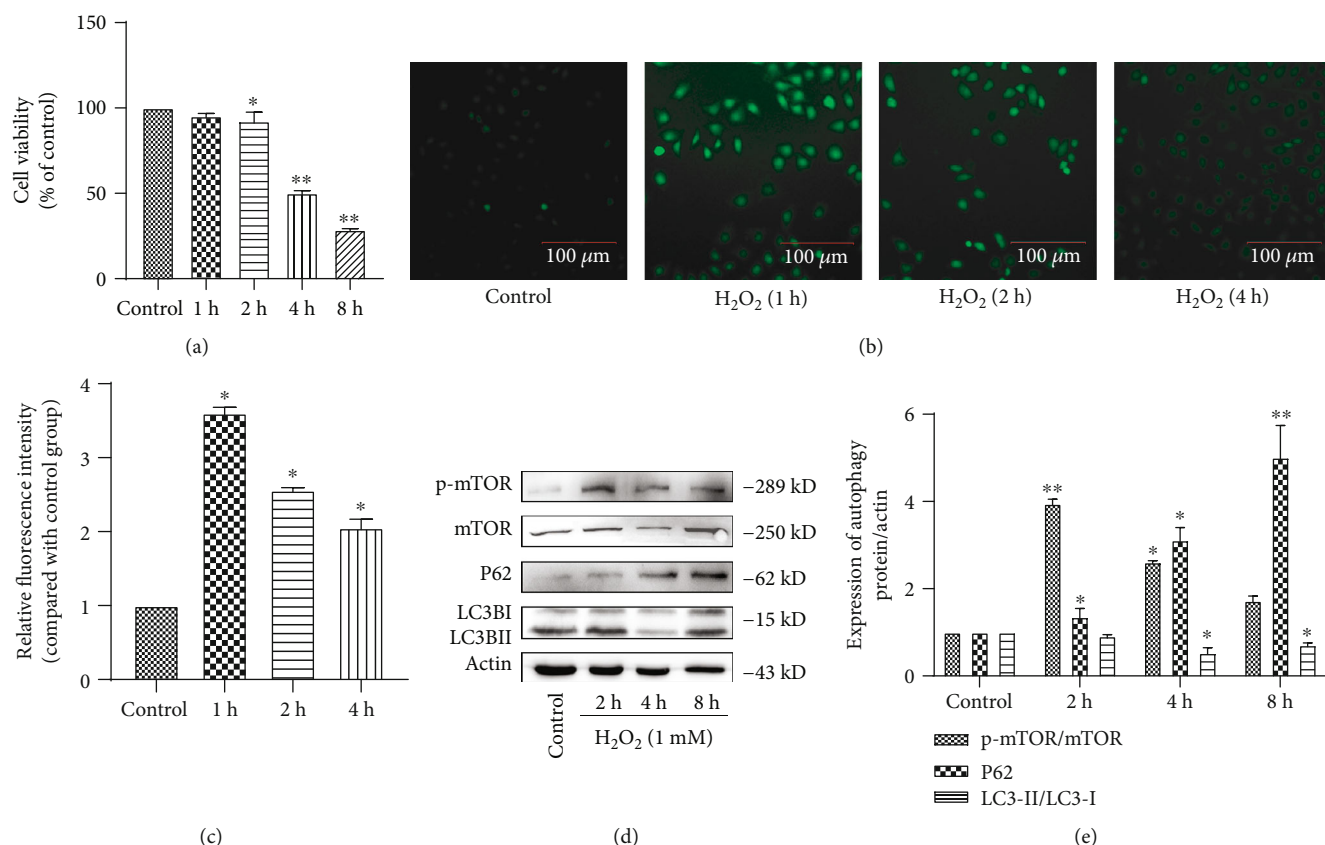 150
100
50
0
Cell viability
(% of control)
*
**
**
Control 1 h 2 h 4 h 8 h
(a)
100 µm 100 µm 100 µm 100 µm
Control H₂O₂ (1 h) H₂O₂ (2 h) H₂O₂ (4 h)
(b)
4
3
2
1
0
Relative fluorescence intensity
(compared with control group)
*
*
*
Control 1 h 2 h 4 h
(c)
p-mTOR –289 kD
mTOR –250 kD
P62 –62 kD
LC3BI –15 kD
LC3BII
Actin –43 kD
Control 2 h 4 h 8 h
H₂O₂ (1 mM)
(d)
6
4
2
0
Expression of autophagy
protein/actin
** *
* * *
** *
Control 2 h 4 h 8 h
p-mTOR/mTOR
P62
LC3-II/LC3-I
(e)